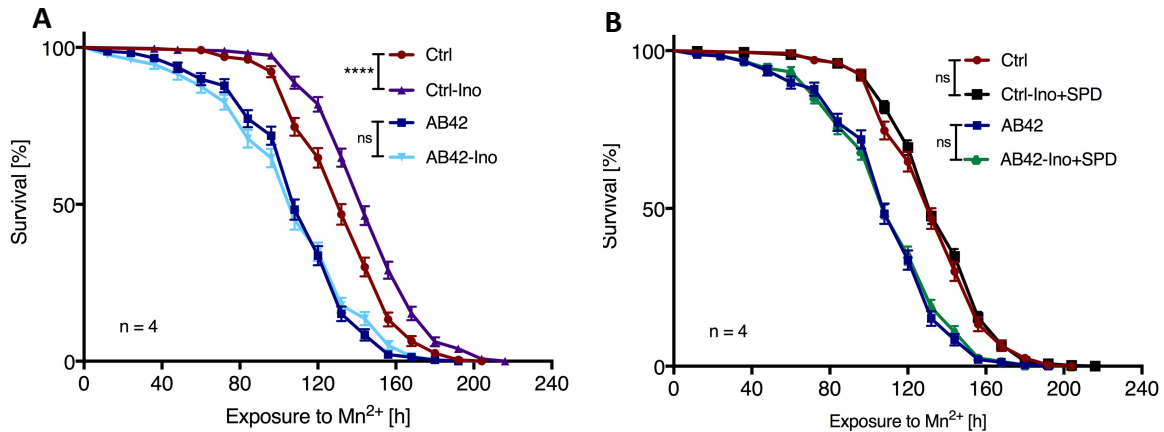 A
Survival [%]
100
50
0
0 40 80 120 160 200 240
Exposure to Mn2+ [h]
n = 4
Ctrl
****
Ctrl-Ino
AB42
ns
AB42-Ino
B
Survival [%]
100
50
0
0 40 80 120 160 200 240
Exposure to Mn2+ [h]
n = 4
Ctrl
ns
Ctrl-Ino+SPD
AB42
ns
AB42-Ino+SPD